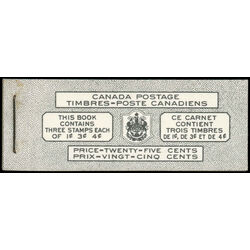 CANADA POSTAGE
TIMBRES-POSTE CANADIENS
THIS BOOK
CONTAINS
THREE STAMPS EACH
OF 1¢ 3¢ 4¢
CE CARNET
CONTIENT
TROIS TIMBRES
DE 1¢, DE 3¢ ET DE 4¢
PRICE-TWENTY-FIVE CENTS
PRIX-VINGT-CINQ CENTS